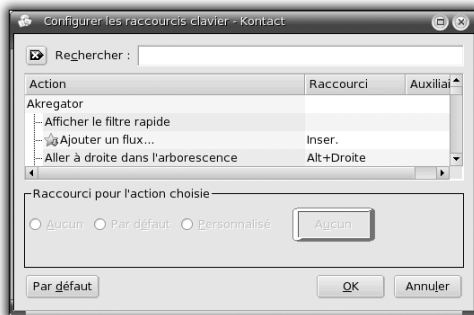 Configurer les raccourcis clavier - Kontact
Rechercher :
Action Raccourci Auxiliai
Akregator
Afficher le filtre rapide
Ajouter un flux... Inser.
Aller à droite dans l'arborescence Alt+Droite
Raccourci pour l'action choisie
Aucun Par défaut Personnalisé Aucun
Par défaut OK Annuler